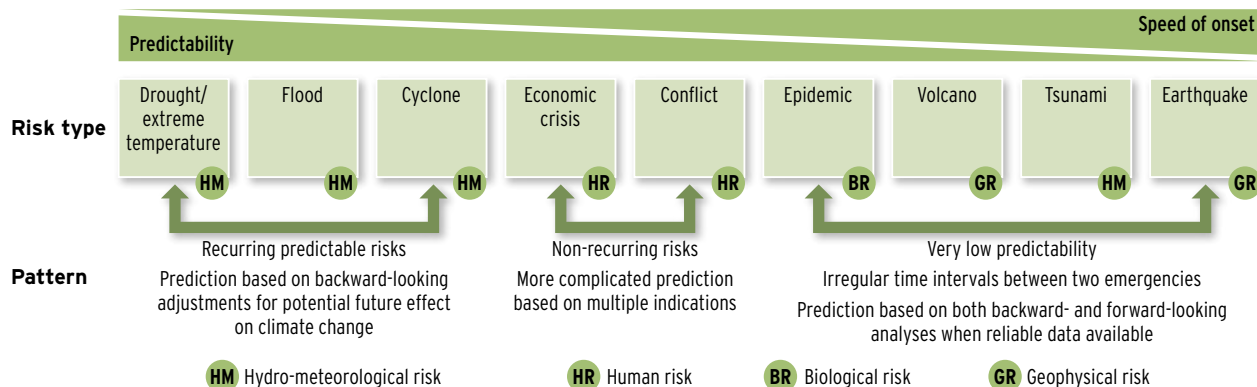 Speed of onset
Predictability
Risk type
Drought/
extreme
temperature
HM
Flood
HM
Cyclone
HM
Economic
crisis
HR
Conflict
HR
Epidemic
BR
Volcano
GR
Tsunami
HM
Earthquake
GR
Pattern
Recurring predictable risks
Prediction based on backward-looking
adjustments for potential future effect
on climate change
Non-recurring risks
More complicated prediction
based on multiple indications
Very low predictability
Irregular time intervals between two emergencies
Prediction based on both backward- and forward-looking
analyses when reliable data available
HM Hydro-meteorological risk
HR Human risk
BR Biological risk
GR Geophysical risk